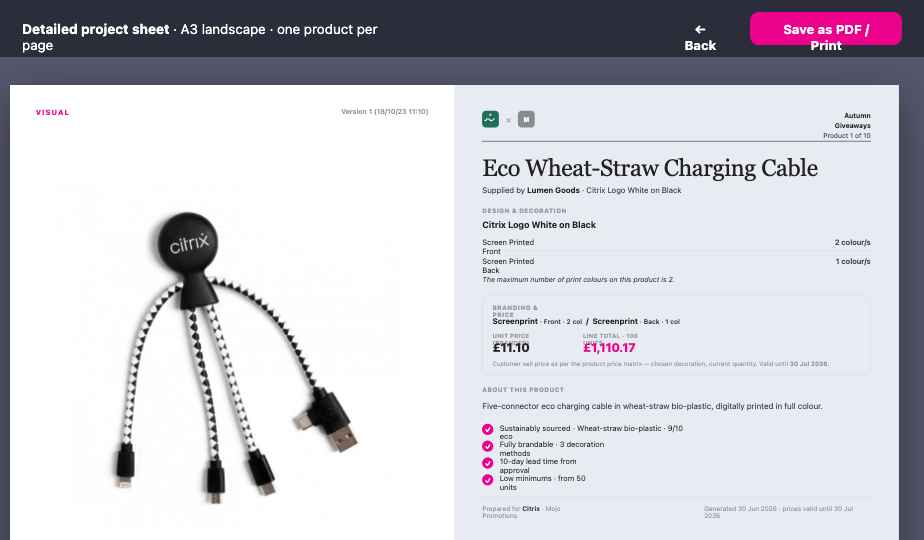 Detailed project sheet · A3 landscape · one product per
page
← Back
Save as PDF / Print
VISUAL
Version 1 (18/10/23 11:10)
citrix
x
M
Autumn
Giveaways
Product 1 of 10
Eco Wheat-Straw Charging Cable
Supplied by Lumen Goods · Citrix Logo White on Black
DESIGN & DECORATION
Citrix Logo White on Black
Screen Printed
Front
2 colour/s
Screen Printed
Back
1 colour/s
The maximum number of print colours on this product is 2.
BRANDING &
PRICE
Screenprint · Front · 2 col / Screenprint · Back · 1 col
UNIT PRICE
£11.10
LINE TOTAL · 100
£1,110.17
Customer sell price as per the product price matrix — chosen decoration, current quantity. Valid until 30 Jul 2026.
ABOUT THIS PRODUCT
Five-connector eco charging cable in wheat-straw bio-plastic, digitally printed in full colour.
Sustainably sourced · Wheat-straw bio-plastic · 9/10
eco
Fully brandable · 3 decoration
methods
10-day lead time from
approval
Low minimums · from 50
units
Prepared for Citrix · Mojo
Promotions
Generated 30 Jun 2026 · prices valid until 30 Jul
2026